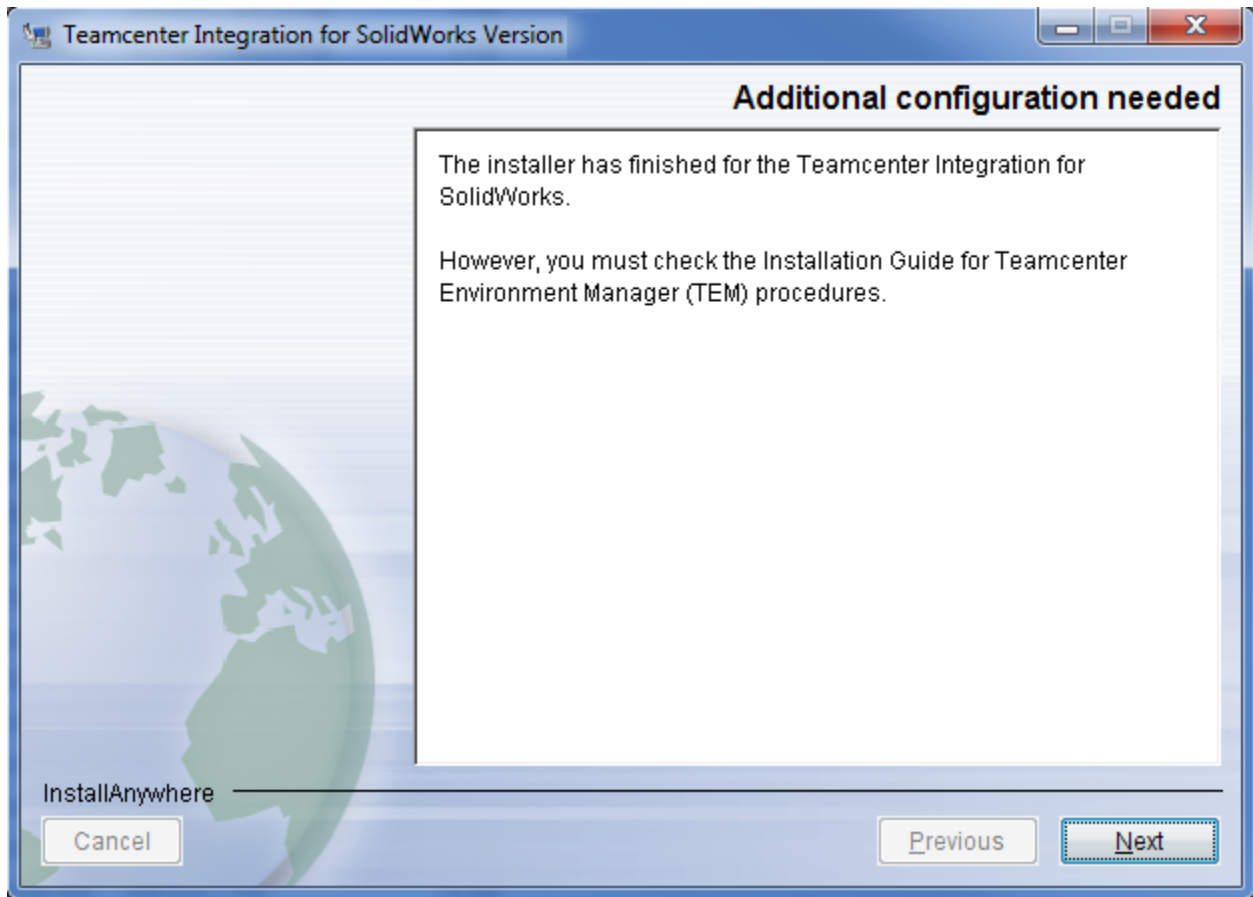 Teamcenter Integration for SolidWorks Version
Additional configuration needed
The installer has finished for the Teamcenter Integration for
SolidWorks.
However, you must check the Installation Guide for Teamcenter
Environment Manager (TEM) procedures.
InstallAnywhere
Cancel
Previous
Next